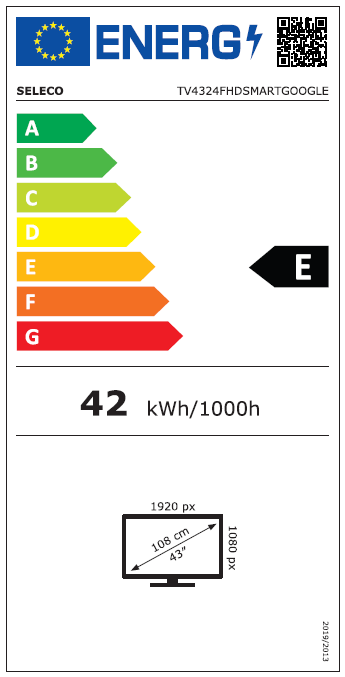 ENERG
SELECO TV4324FHDSMARTGOOGLE
A
B
C
D
E
E
F
G
42 kWh/1000h
1920 px
108 cm
43"
1080 px
2019/2013